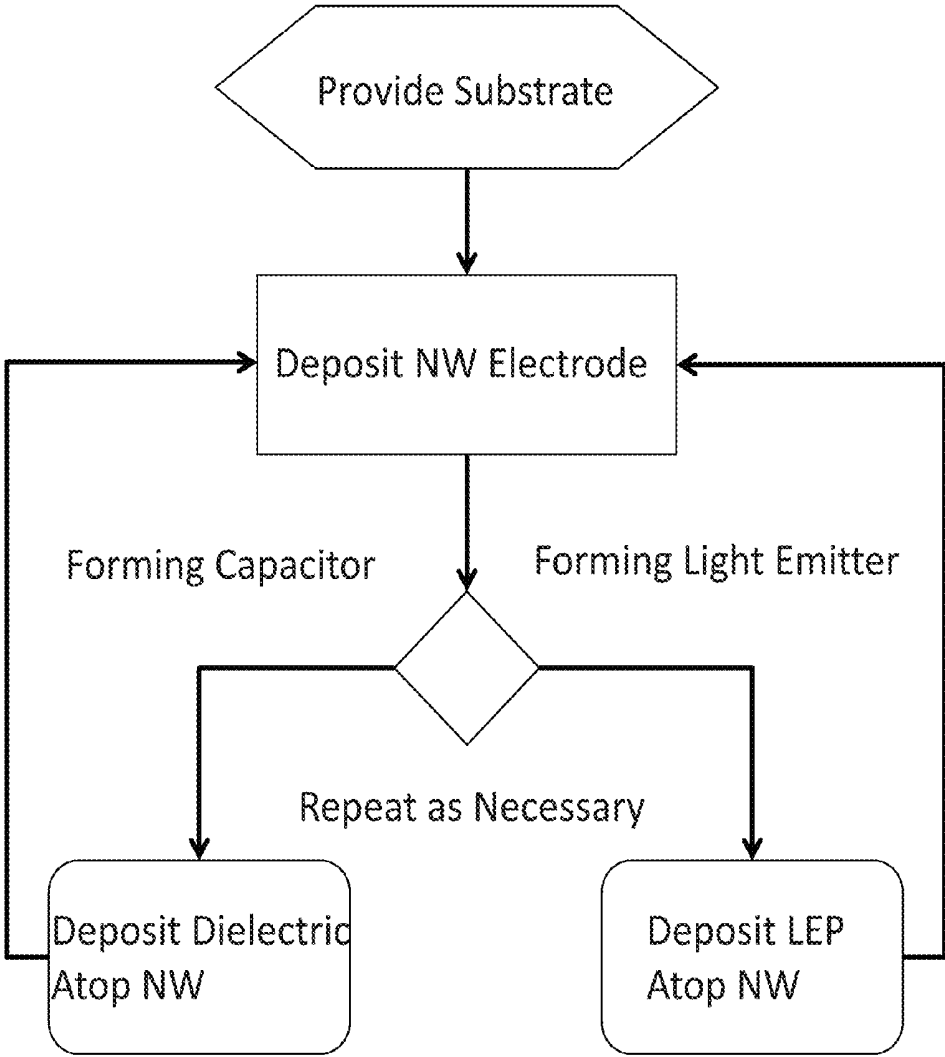 Provide Substrate
Deposit NW Electrode
Forming Capacitor
Forming Light Emitter
Repeat as Necessary
Deposit Dielectric
Atop NW
Deposit LEP
Atop NW